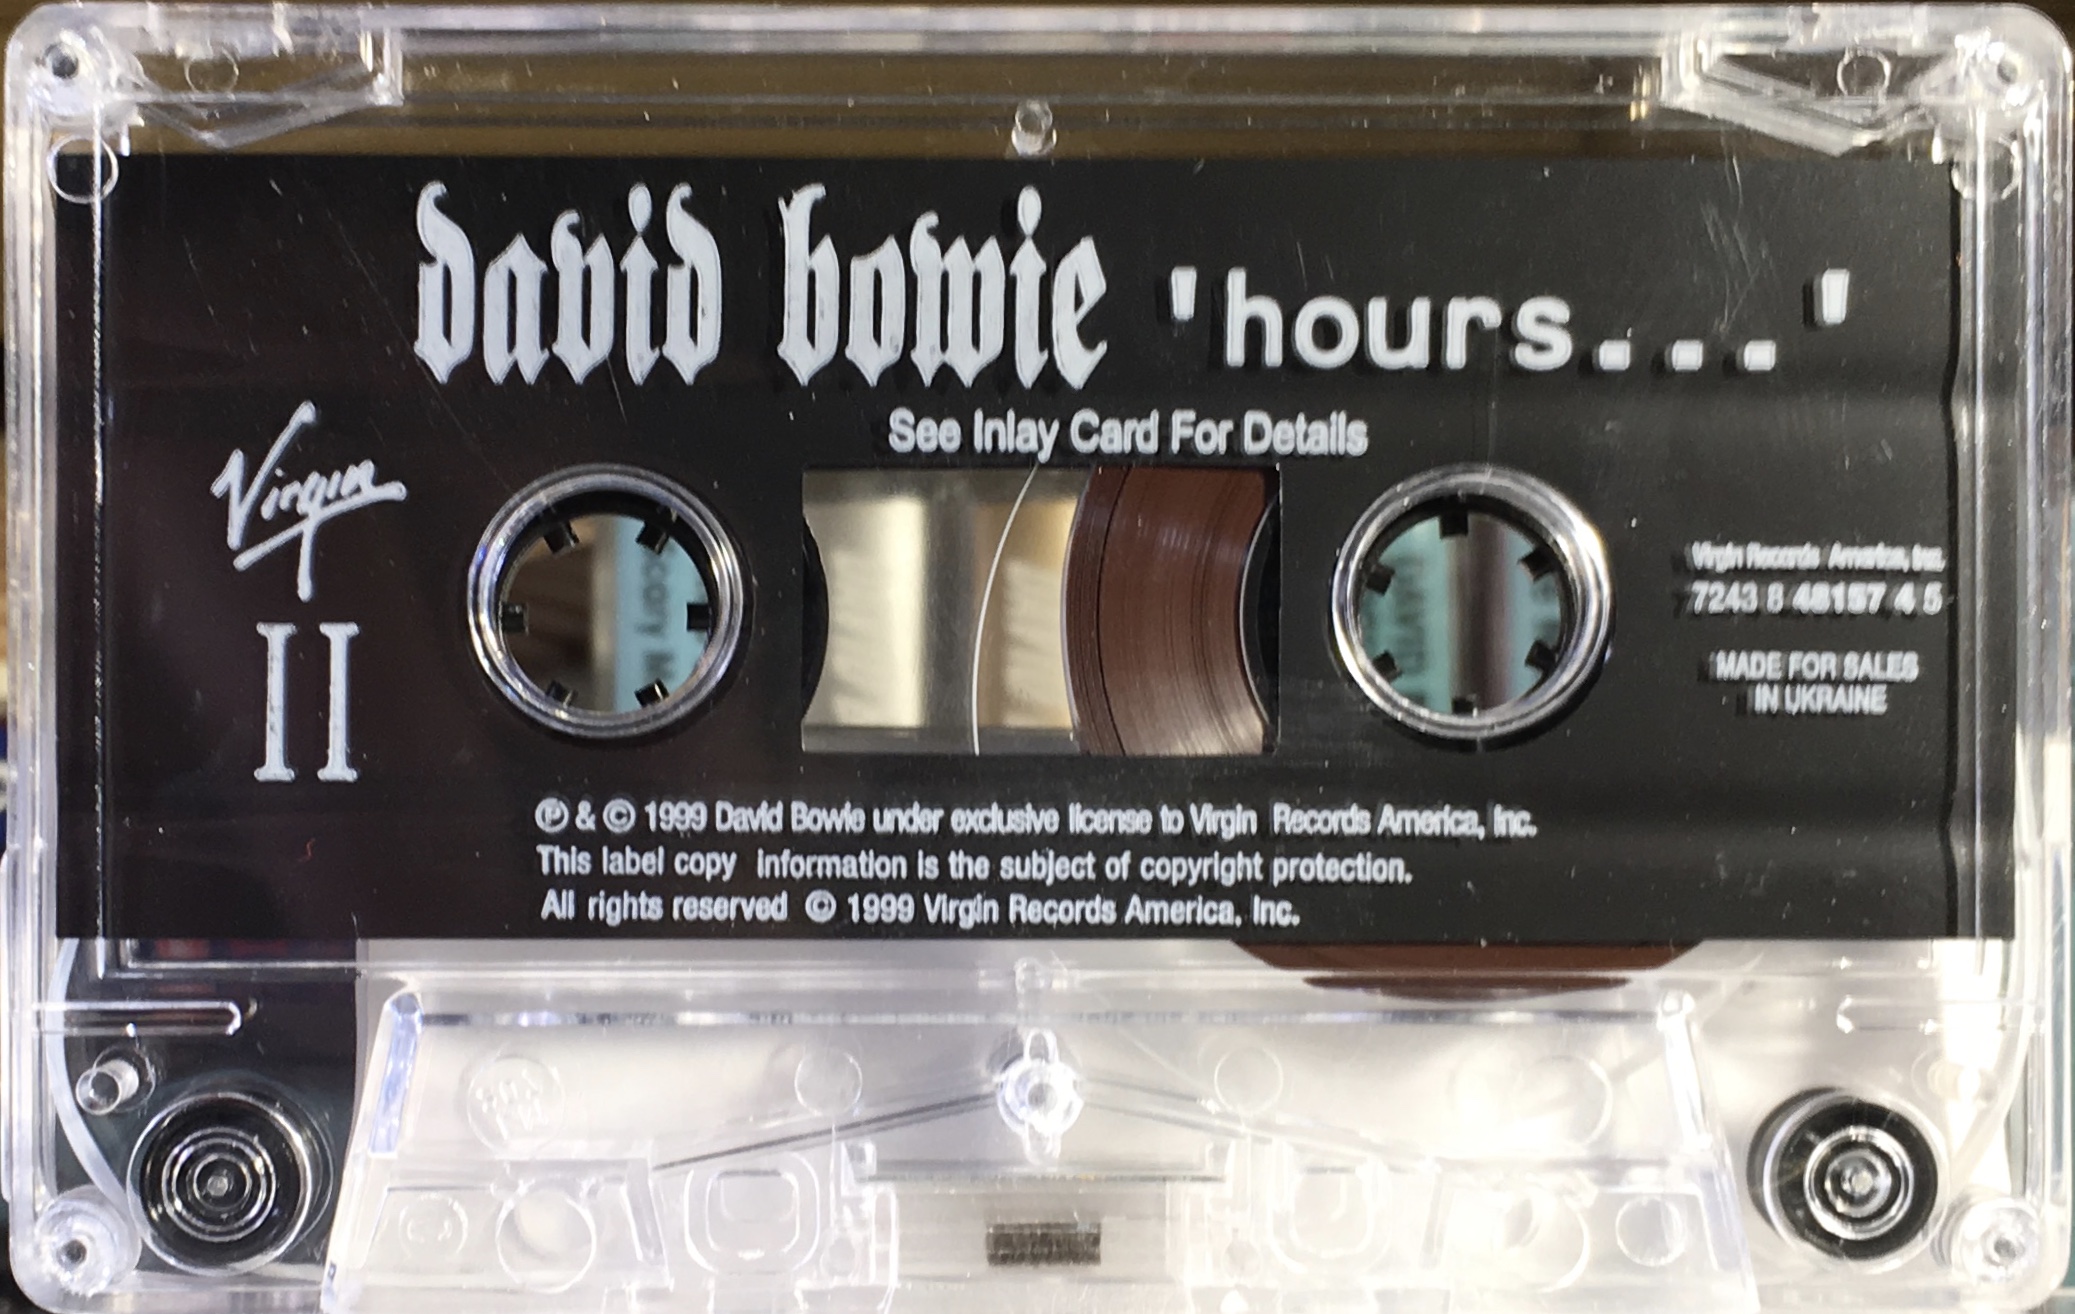 david bowie 'hours...'
See Inlay Card For Details
Virgin
II
Virgin Records America, Inc.
7243 8 48157 4 5
MADE FOR SALES
IN UKRAINE
℗ & © 1999 David Bowie under exclusive license to Virgin Records America, Inc.
This label copy information is the subject of copyright protection.
All rights reserved © 1999 Virgin Records America, Inc.